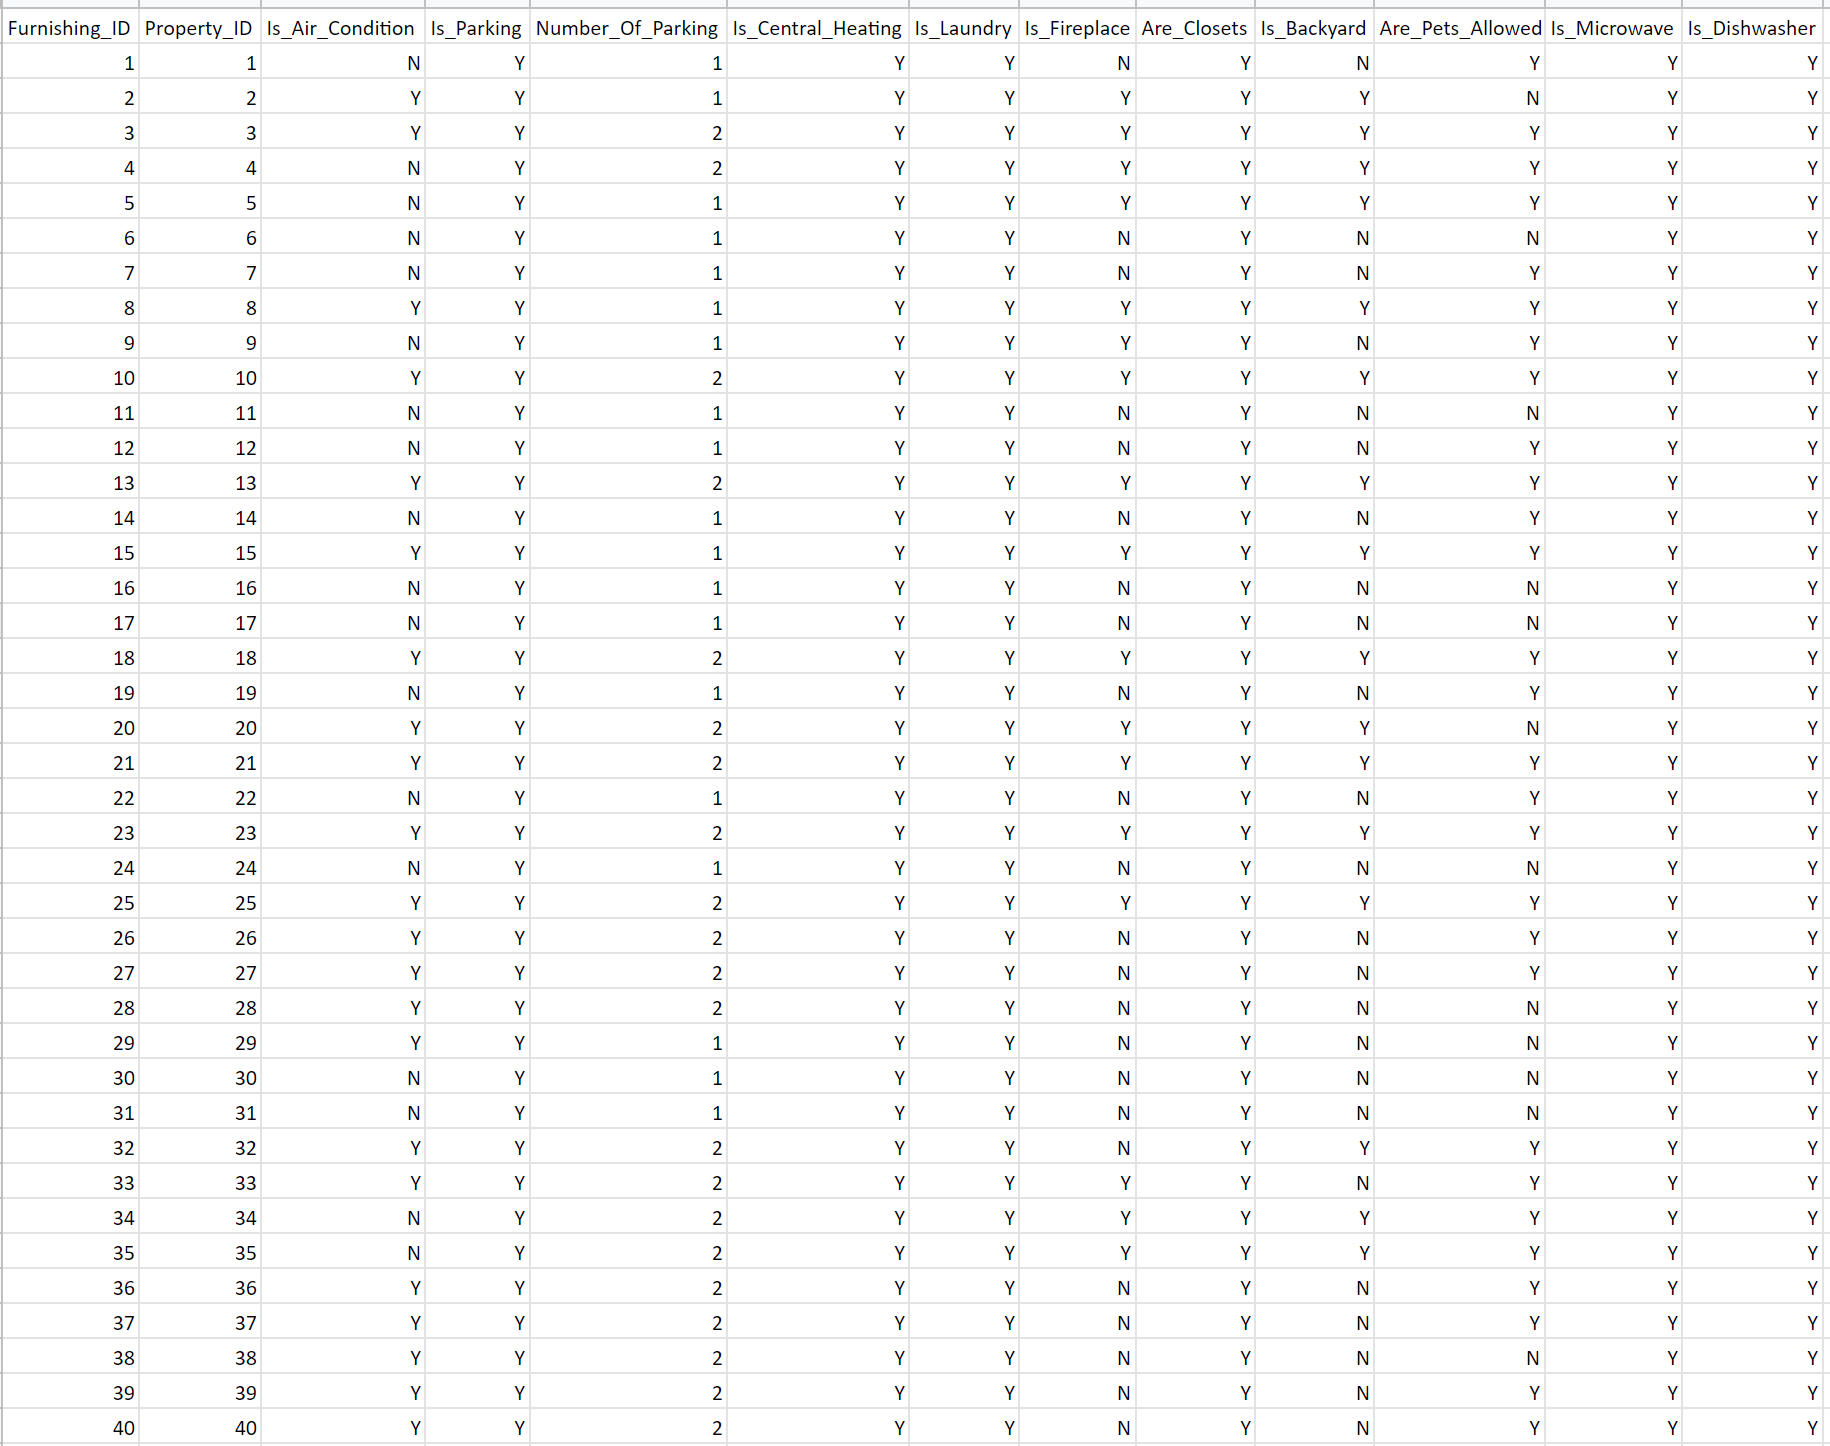 Furnishing_ID Property_ID Is_Air_Condition Is_Parking Number_Of_Parking Is_Central_Heating Is_Laundry Is_Fireplace Are_Closets Is_Backyard Are_Pets_Allowed Is_Microwave Is_Dishwasher
1 1 N Y 1 Y Y N Y N Y Y Y
2 2 Y Y 1 Y Y Y Y Y N Y Y
3 3 Y Y 2 Y Y Y Y Y Y Y Y
4 4 N Y 2 Y Y Y Y Y Y Y Y
5 5 N Y 1 Y Y Y Y Y Y Y Y
6 6 N Y 1 Y Y N Y N N Y Y
7 7 N Y 1 Y Y N Y N Y Y Y
8 8 Y Y 1 Y Y Y Y Y Y Y Y
9 9 N Y 1 Y Y Y Y N Y Y Y
10 10 Y Y 2 Y Y Y Y Y Y Y Y
11 11 N Y 1 Y Y N Y N N Y Y
12 12 N Y 1 Y Y N Y N Y Y Y
13 13 Y Y 2 Y Y Y Y Y Y Y Y
14 14 N Y 1 Y Y N Y N Y Y Y
15 15 Y Y 1 Y Y Y Y Y Y Y Y
16 16 N Y 1 Y Y N Y N N Y Y
17 17 N Y 1 Y Y N Y N N Y Y
18 18 Y Y 2 Y Y Y Y Y Y Y Y
19 19 N Y 1 Y Y N Y N Y Y Y
20 20 Y Y 2 Y Y Y Y Y N Y Y
21 21 Y Y 2 Y Y Y Y Y Y Y Y
22 22 N Y 1 Y Y N Y N Y Y Y
23 23 Y Y 2 Y Y Y Y Y Y Y Y
24 24 N Y 1 Y Y N Y N N Y Y
25 25 Y Y 2 Y Y Y Y Y Y Y Y
26 26 Y Y 2 Y Y N Y N Y Y Y
27 27 Y Y 2 Y Y N Y N Y Y Y
28 28 Y Y 2 Y Y N Y N N Y Y
29 29 Y Y 1 Y Y N Y N N Y Y
30 30 N Y 1 Y Y N Y N N Y Y
31 31 N Y 1 Y Y N Y N N Y Y
32 32 Y Y 2 Y Y N Y Y Y Y Y
33 33 Y Y 2 Y Y Y Y N Y Y Y
34 34 N Y 2 Y Y Y Y Y Y Y Y
35 35 N Y 2 Y Y Y Y Y Y Y Y
36 36 Y Y 2 Y Y N Y N Y Y Y
37 37 Y Y 2 Y Y N Y N Y Y Y
38 38 Y Y 2 Y Y N Y N N Y Y
39 39 Y Y 2 Y Y N Y N Y Y Y
40 40 Y Y 2 Y Y N Y N Y Y Y